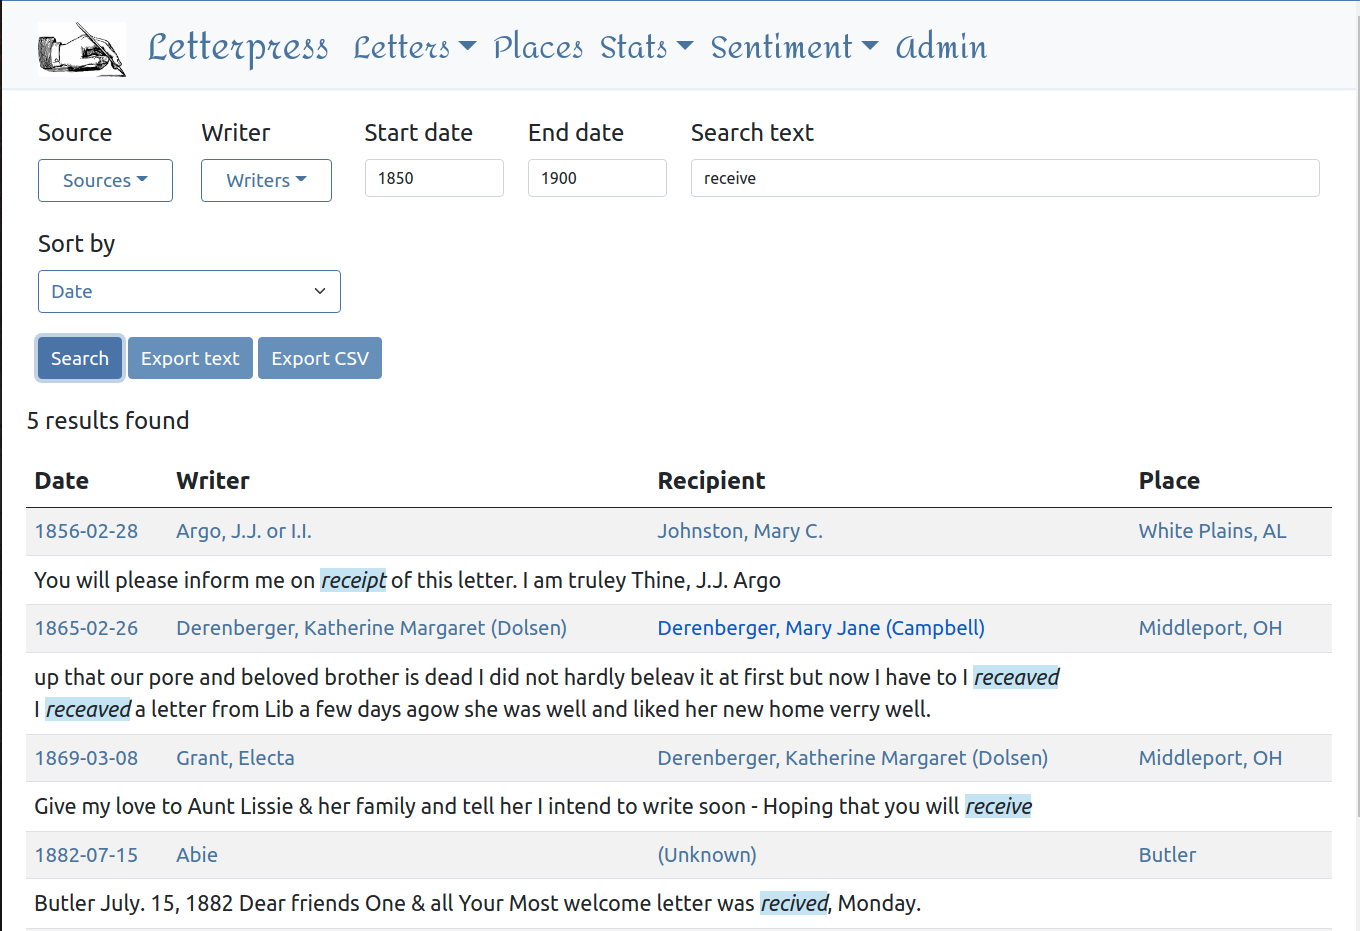 Letterpress Letters Places Stats Sentiment Admin
Source Writer Start date End date Search text
Sources Writers 1850 1900 receive
Sort by
Date
Search Export text Export CSV
5 results found
Date Writer Recipient Place
1856-02-28 Argo, J.J. or I.I. Johnston, Mary C. White Plains, AL
You will please inform me on receipt of this letter. I am truley Thine, J.J. Argo
1865-02-26 Derenberger, Katherine Margaret (Dolsen) Derenberger, Mary Jane (Campbell) Middleport, OH
up that our pore and beloved brother is dead I did not hardly beleav it at first but now I have to I receaved
I receaved a letter from Lib a few days agow she was well and liked her new home verry well.
1869-03-08 Grant, Electa Derenberger, Katherine Margaret (Dolsen) Middleport, OH
Give my love to Aunt Lissie & her family and tell her I intend to write soon - Hoping that you will receive
1882-07-15 Abie (Unknown) Butler
Butler July. 15, 1882 Dear friends One & all Your Most welcome letter was recived, Monday.